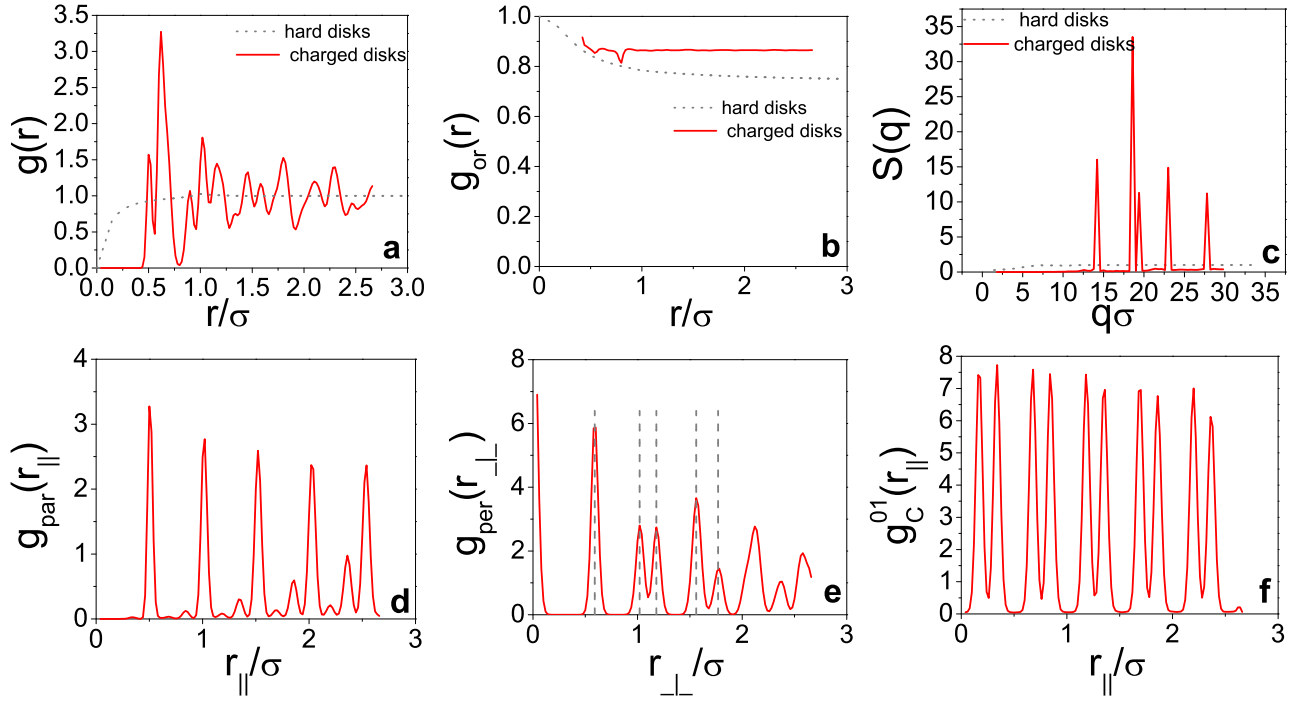 3.5
3.0
2.5
2.0
1.5
1.0
0.5
0.0
0.0 0.5 1.0 1.5 2.0 2.5 3.0
g(r)
r/σ
hard disks
charged disks
a
1.0
0.8
0.6
0.4
0.2
0.0
0 1 2 3
g_or(r)
r/σ
hard disks
charged disks
b
35
30
25
20
15
10
5
0
0 5 10 15 20 25 30 35
S(q)
qσ
hard disks
charged disks
c
4
3
2
1
0
0 1 2 3
g_par(r_||)
r_||/σ
d
8
6
4
2
0
0 1 2 3
g_per(r_⊥)
r_⊥/σ
e
8
7
6
5
4
3
2
1
0
0 1 2 3
g_C^01(r_||)
r_||/σ
f